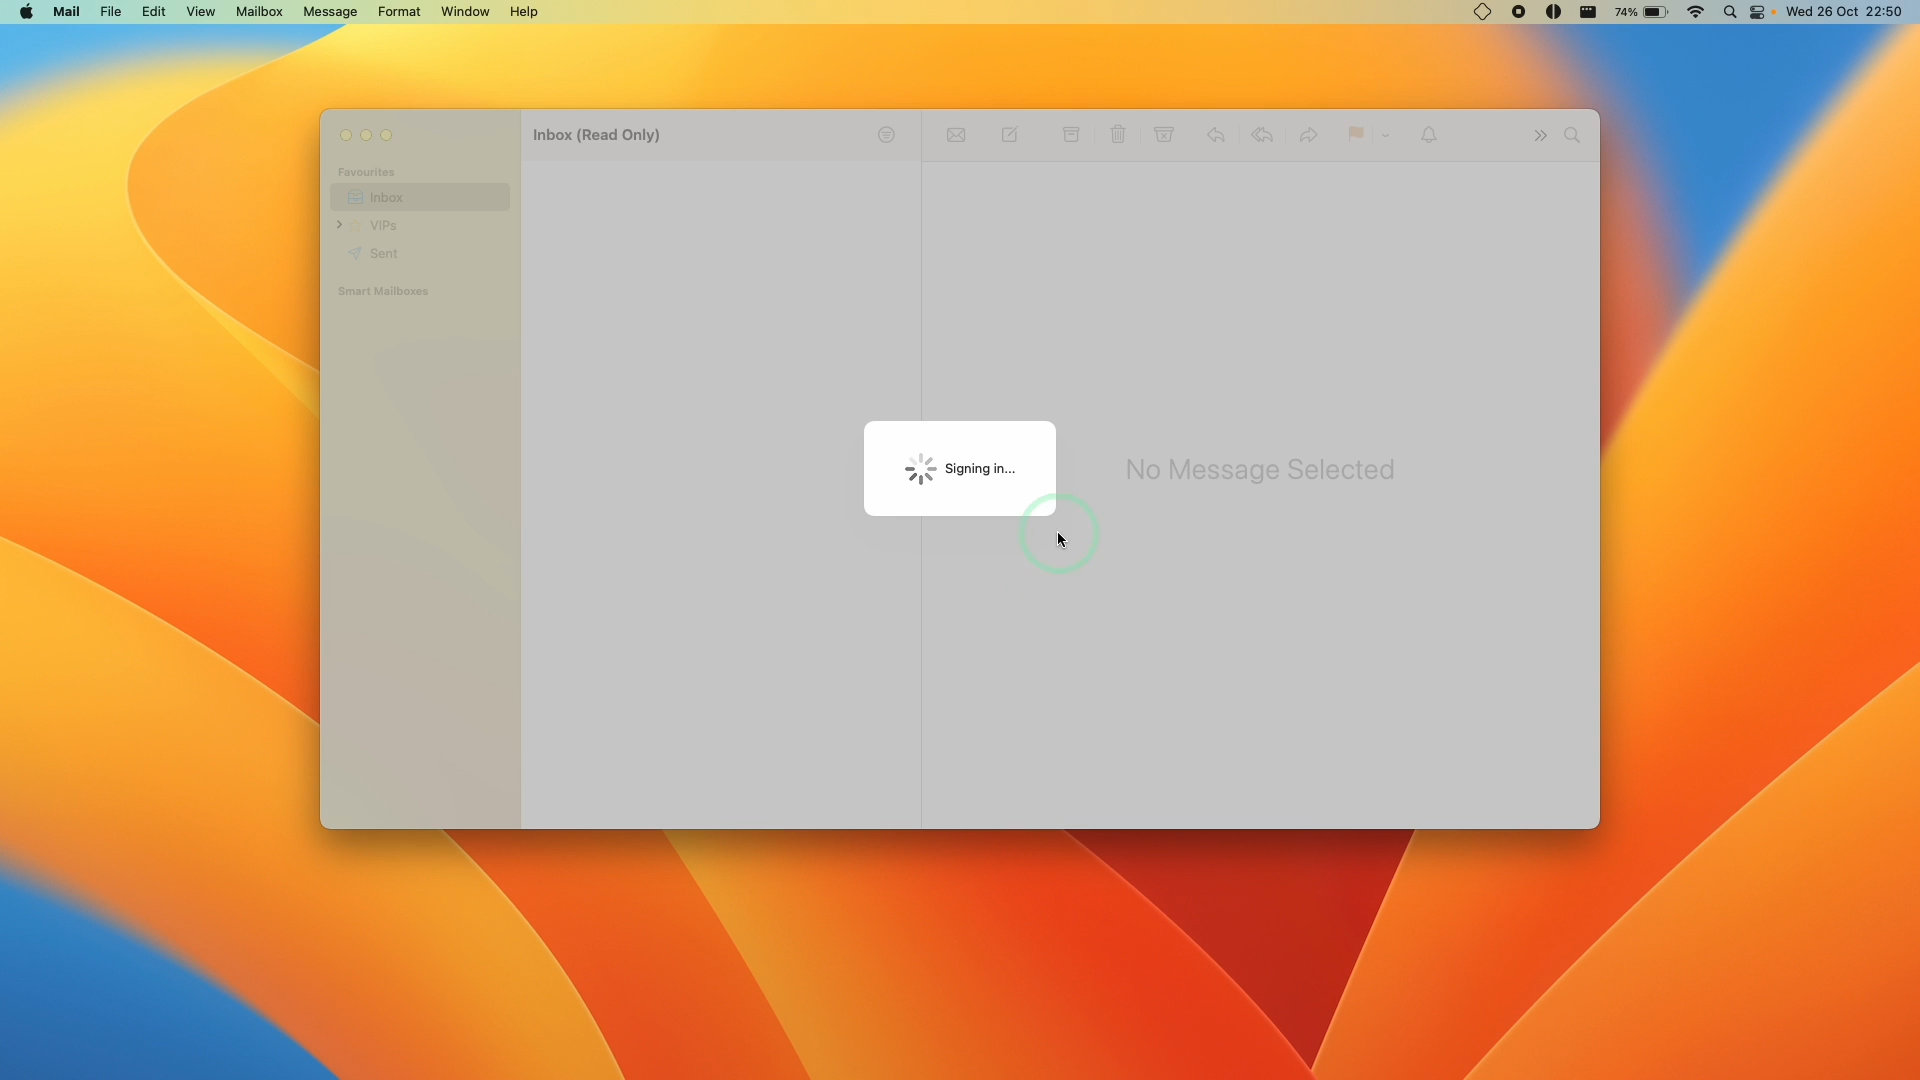 Mail File Edit View Mailbox Message Format Window Help 74% Wed 26 Oct 22:50
Inbox (Read Only)
Favourites
Inbox
VIPs
Sent
Smart Mailboxes
Signing in...
No Message Selected